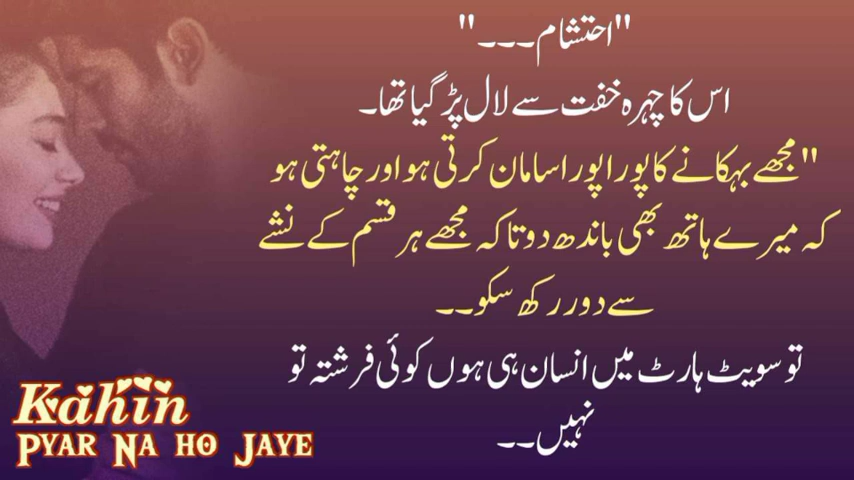 "احتشام۔۔۔"
اس کا چہرہ خفت سے لال پڑ گیا تھا۔
"مجھے بہکانے کا پورا پورا سامان کرتی ہو اور چاہتی ہو
کہ میرے ہاتھ بھی باندھ دو تاکہ مجھے ہر قسم کے نشے
سے دور رکھ سکو۔۔
تو سویٹ ہارٹ میں انسان ہی ہوں کوئی فرشتہ تو
نہیں۔۔
Kahin
Pyar Na ho Jaye